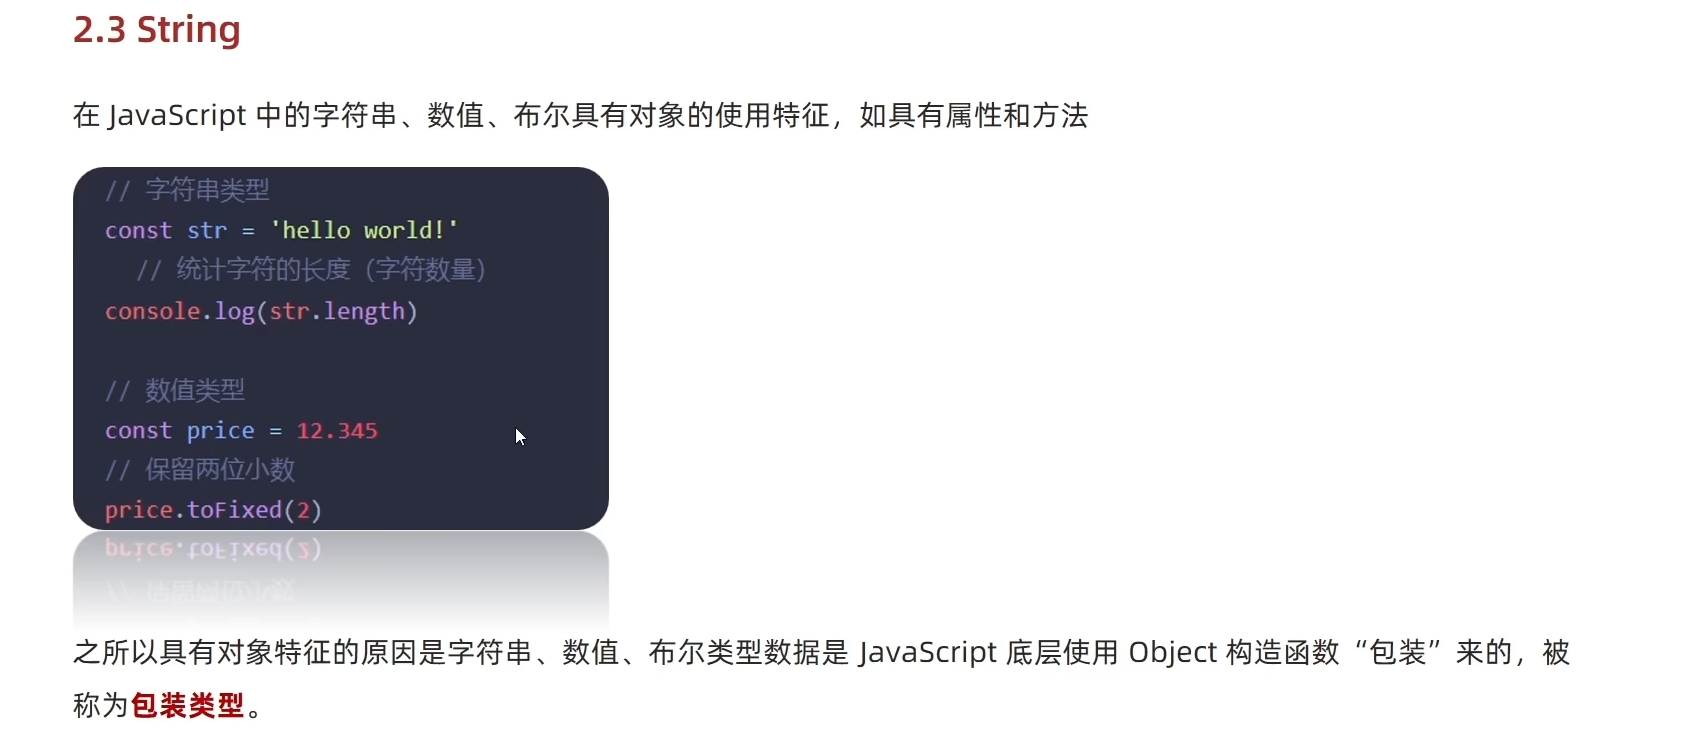 2.3 String
在 JavaScript 中的字符串、数值、布尔具有对象的使用特征，如具有属性和方法
// 字符串类型
const str = 'hello world!'
// 统计字符的长度（字符数量）
console.log(str.length)
// 数值类型
const price = 12.345
// 保留两位小数
price.toFixed(2)
之所以具有对象特征的原因是字符串、数值、布尔类型数据是 JavaScript 底层使用 Object 构造函数“包装”来的，被
称为包装类型。